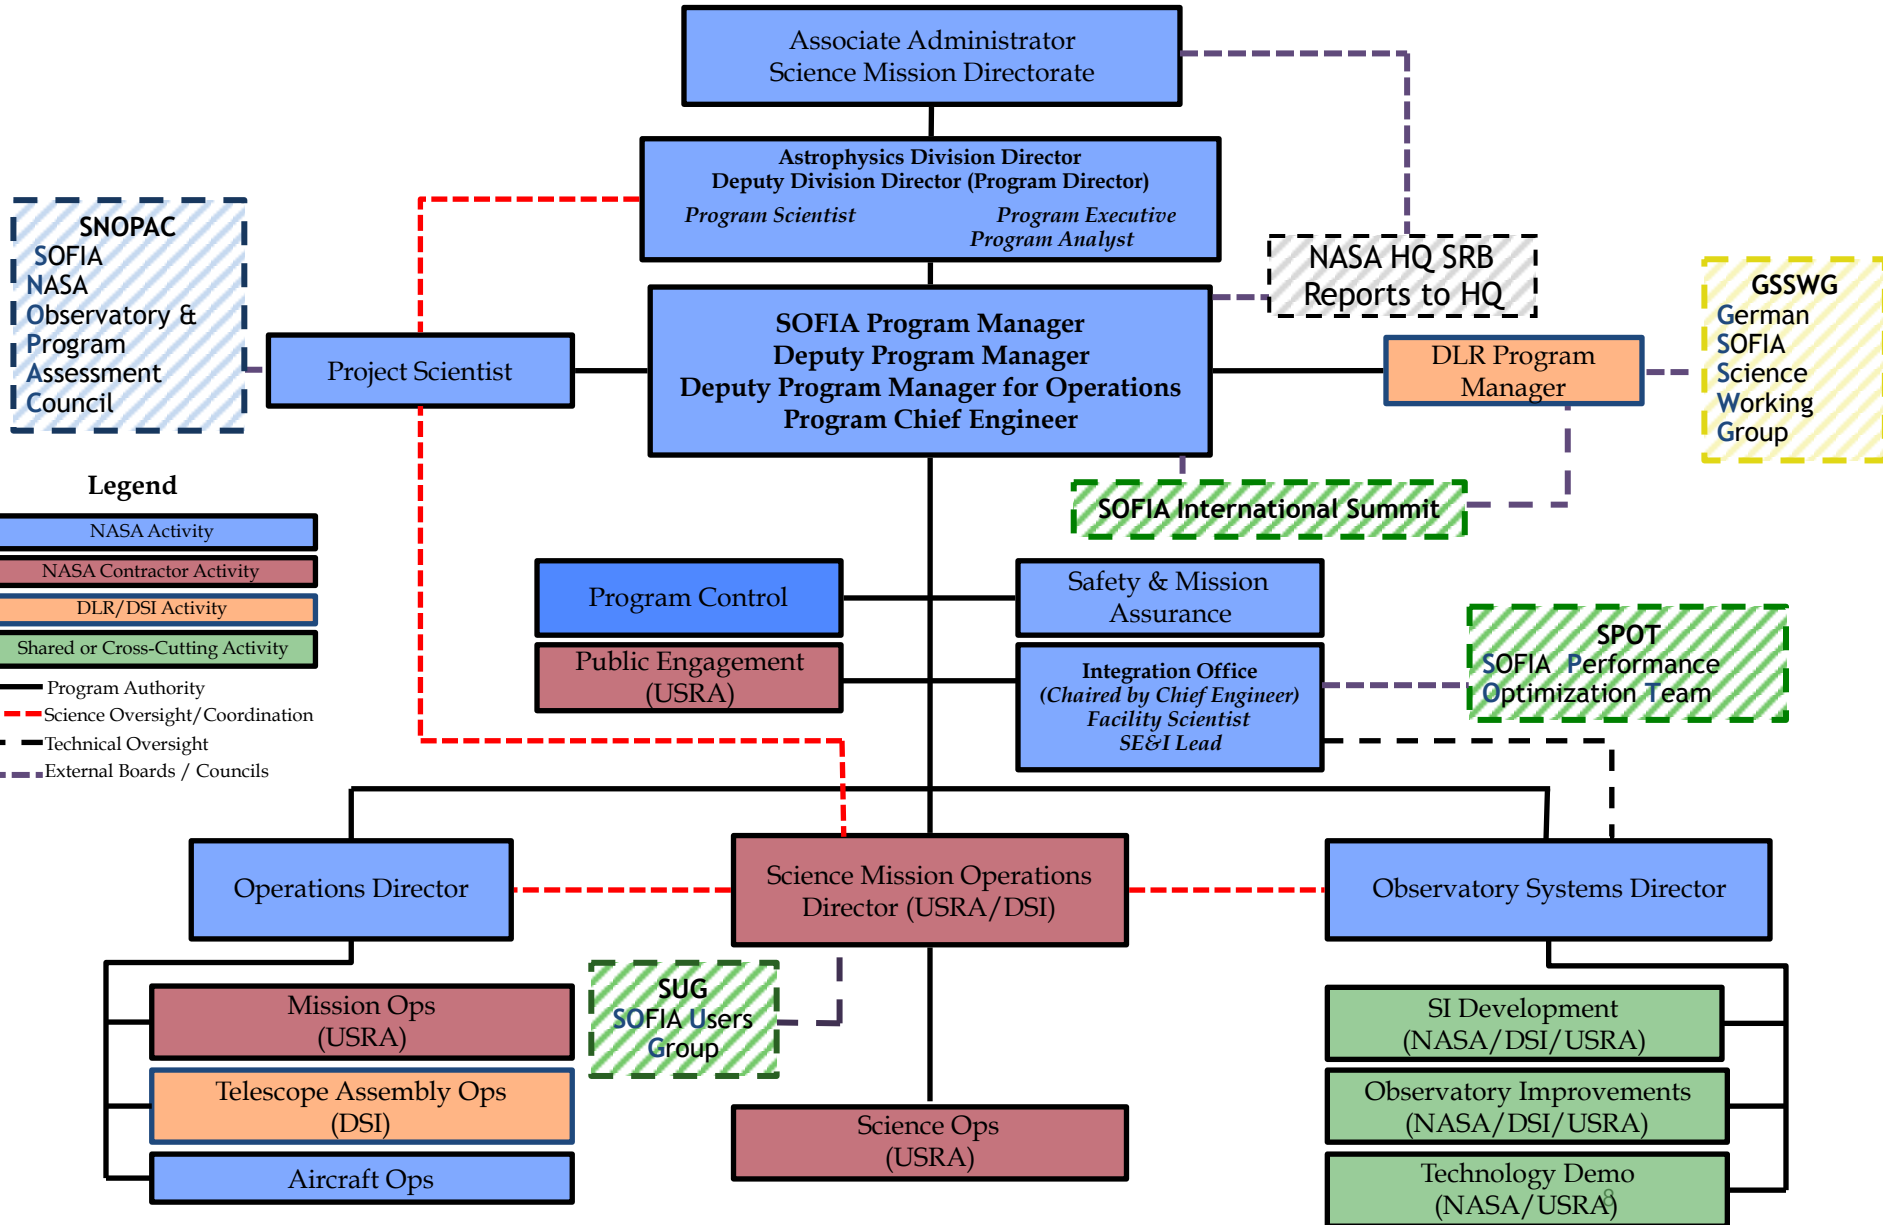 Associate Administrator
Science Mission Directorate
Astrophysics Division Director
Deputy Division Director (Program Director)
Program Scientist Program Executive
Program Analyst
SNOPAC
SOFIA
NASA
Observatory &
Program
Assessment
Council
NASA HQ SRB
Reports to HQ
GSSWG
German
SOFIA
Science
Working
Group
SOFIA Program Manager
Deputy Program Manager
Deputy Program Manager for Operations
Program Chief Engineer
Project Scientist
DLR Program
Manager
SOFIA International Summit
Legend
NASA Activity
NASA Contractor Activity
DLR/DSI Activity
Shared or Cross-Cutting Activity
Program Authority
Science Oversight/Coordination
Technical Oversight
External Boards / Councils
Program Control
Safety & Mission
Assurance
Public Engagement
(USRA)
Integration Office
(Chaired by Chief Engineer)
Facility Scientist
SE&I Lead
SPOT
SOFIA Performance
Optimization Team
Operations Director
Science Mission Operations
Director (USRA/DSI)
Observatory Systems Director
Mission Ops
(USRA)
Telescope Assembly Ops
(DSI)
Aircraft Ops
SUG
SOFIA Users
Group
Science Ops
(USRA)
SI Development
(NASA/DSI/USRA)
Observatory Improvements
(NASA/DSI/USRA)
Technology Demo
(NASA/USRA)
8